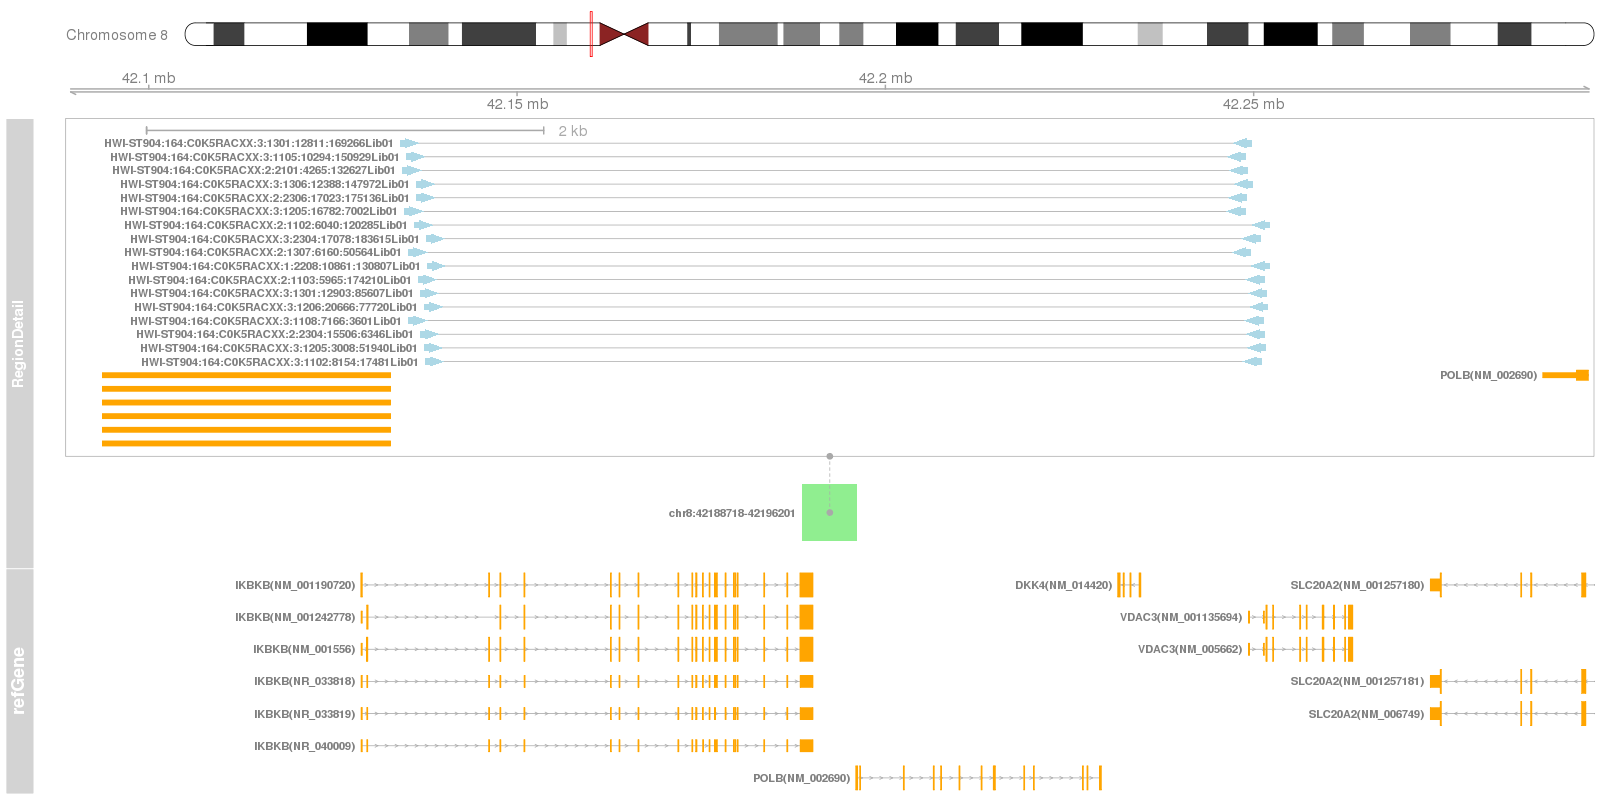 Chromosome 8
42.1 mb
42.2 mb
42.15 mb
42.25 mb
2 kb
HWI-ST904:164:C0K5RACXX:3:1301:12811:169266Lib01
HWI-ST904:164:C0K5RACXX:3:1105:10294:150929Lib01
HWI-ST904:164:C0K5RACXX:2:2101:4265:132627Lib01
HWI-ST904:164:C0K5RACXX:3:1306:12388:147972Lib01
HWI-ST904:164:C0K5RACXX:2:2306:17023:175136Lib01
HWI-ST904:164:C0K5RACXX:3:1205:16782:7002Lib01
HWI-ST904:164:C0K5RACXX:2:1102:6040:120285Lib01
HWI-ST904:164:C0K5RACXX:3:2304:17078:183615Lib01
HWI-ST904:164:C0K5RACXX:2:1307:6160:50564Lib01
HWI-ST904:164:C0K5RACXX:1:2208:10861:130807Lib01
HWI-ST904:164:C0K5RACXX:2:1103:5965:174210Lib01
HWI-ST904:164:C0K5RACXX:3:1301:12903:85607Lib01
HWI-ST904:164:C0K5RACXX:3:1206:20666:77720Lib01
HWI-ST904:164:C0K5RACXX:3:1108:7166:3601Lib01
HWI-ST904:164:C0K5RACXX:2:2304:15506:6346Lib01
HWI-ST904:164:C0K5RACXX:3:1205:3008:51940Lib01
HWI-ST904:164:C0K5RACXX:3:1102:8154:17481Lib01
POLB(NM_002690)
RegionDetail
chr8:42188718-42196201
refGene
IKBKB(NM_001190720)
DKK4(NM_014420)
SLC20A2(NM_001257180)
IKBKB(NM_001242778)
VDAC3(NM_001135694)
IKBKB(NM_001556)
VDAC3(NM_005662)
IKBKB(NR_033818)
SLC20A2(NM_001257181)
IKBKB(NR_033819)
SLC20A2(NM_006749)
IKBKB(NR_040009)
POLB(NM_002690)